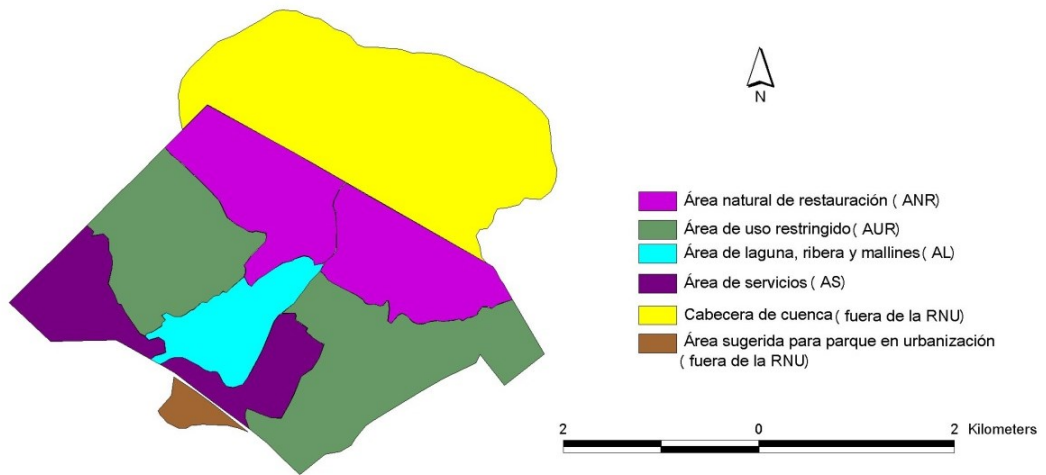 N
Área natural de restauración ( ANR)
Área de uso restringido ( AUR)
Área de laguna, ribera y mallines ( AL)
Área de servicios ( AS)
Cabecera de cuenca ( fuera de la RNU)
Área sugerida para parque en urbanización
( fuera de la RNU)
2 0 2 Kilometers